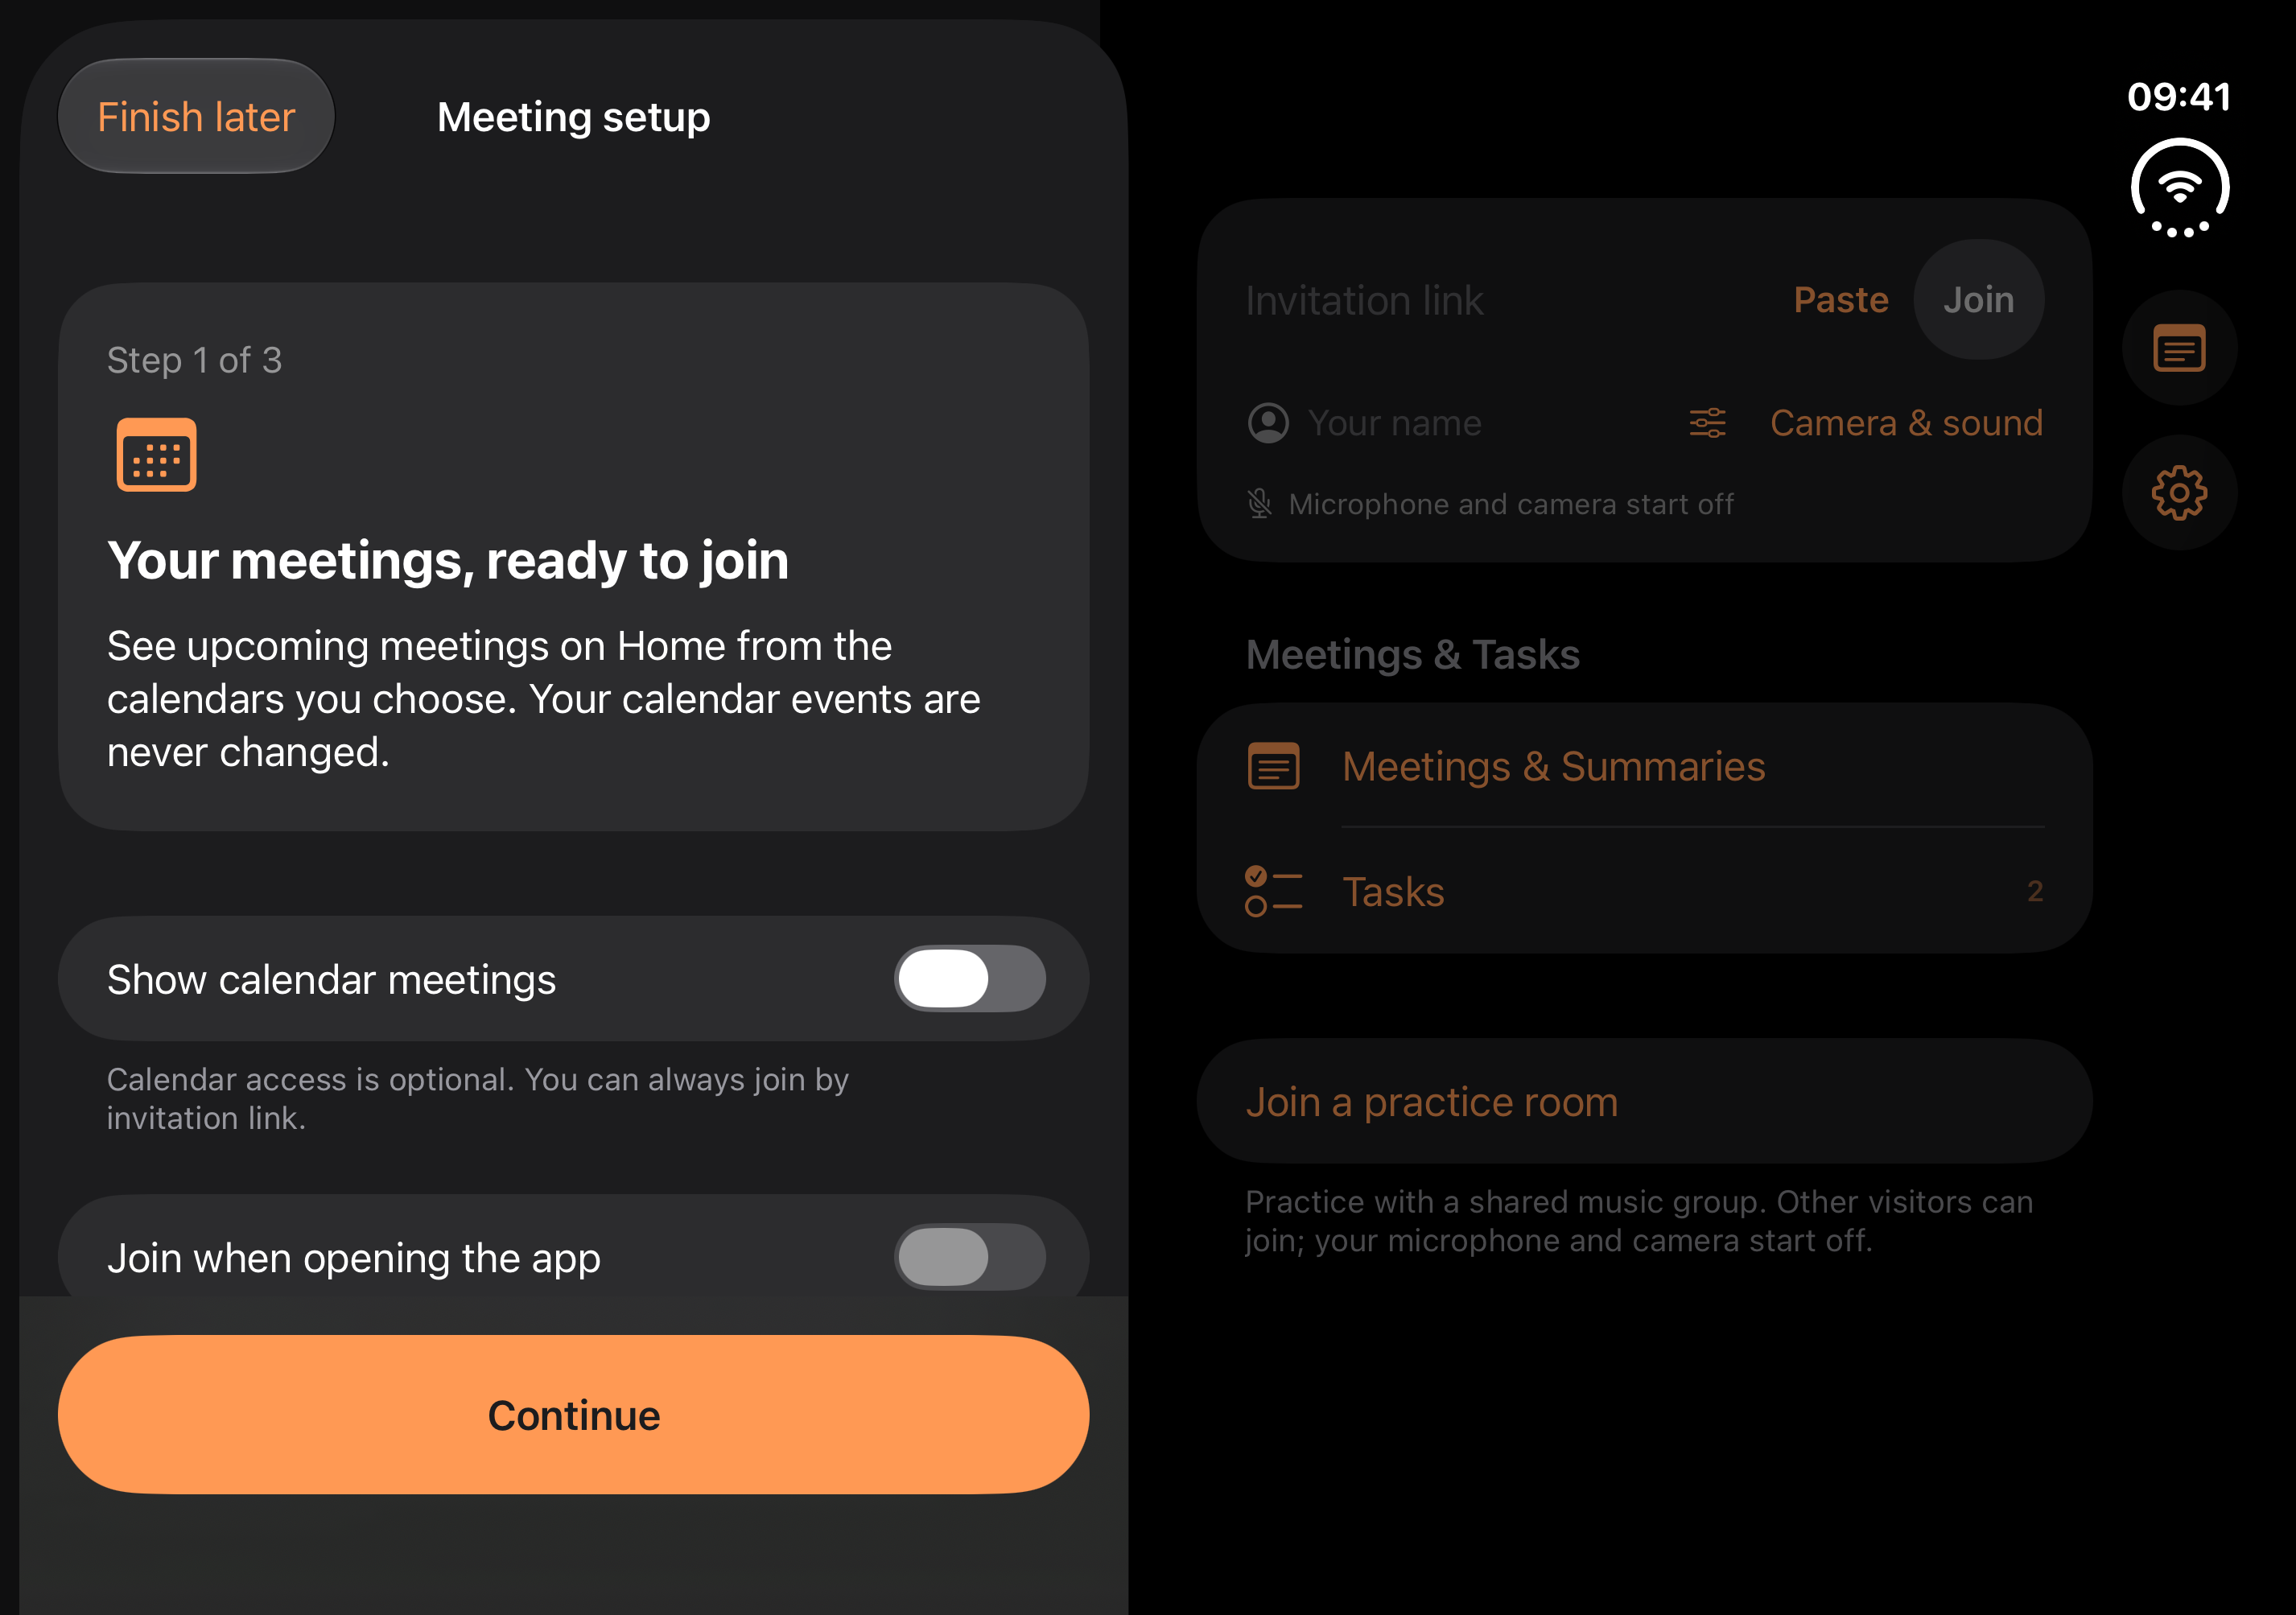 Finish later
Meeting setup
Step 1 of 3
Your meetings, ready to join
See upcoming meetings on Home from the
calendars you choose. Your calendar events are
never changed.
Show calendar meetings
Calendar access is optional. You can always join by
invitation link.
Join when opening the app
Continue
09:41
Invitation link
Paste
Join
Your name
Camera & sound
Microphone and camera start off
Meetings & Tasks
Meetings & Summaries
Tasks
2
Join a practice room
Practice with a shared music group. Other visitors can
join; your microphone and camera start off.